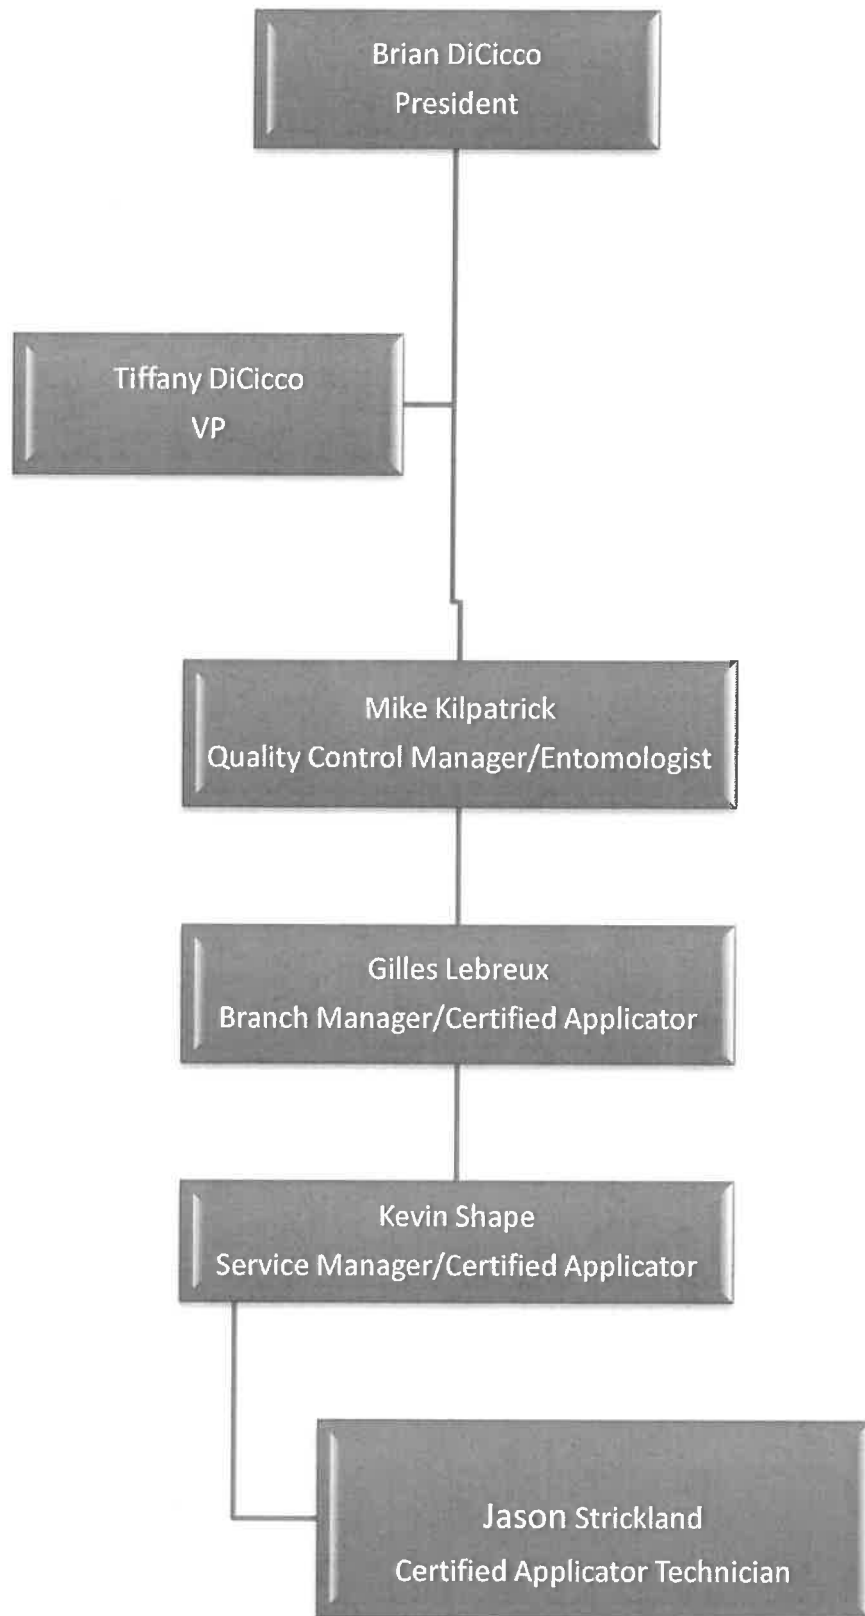 Brian DiCicco
President
Tiffany DiCicco
VP
Mike Kilpatrick
Quality Control Manager/Entomologist
Gilles Lebreux
Branch Manager/Certified Applicator
Kevin Shape
Service Manager/Certified Applicator
Jason Strickland
Certified Applicator Technician